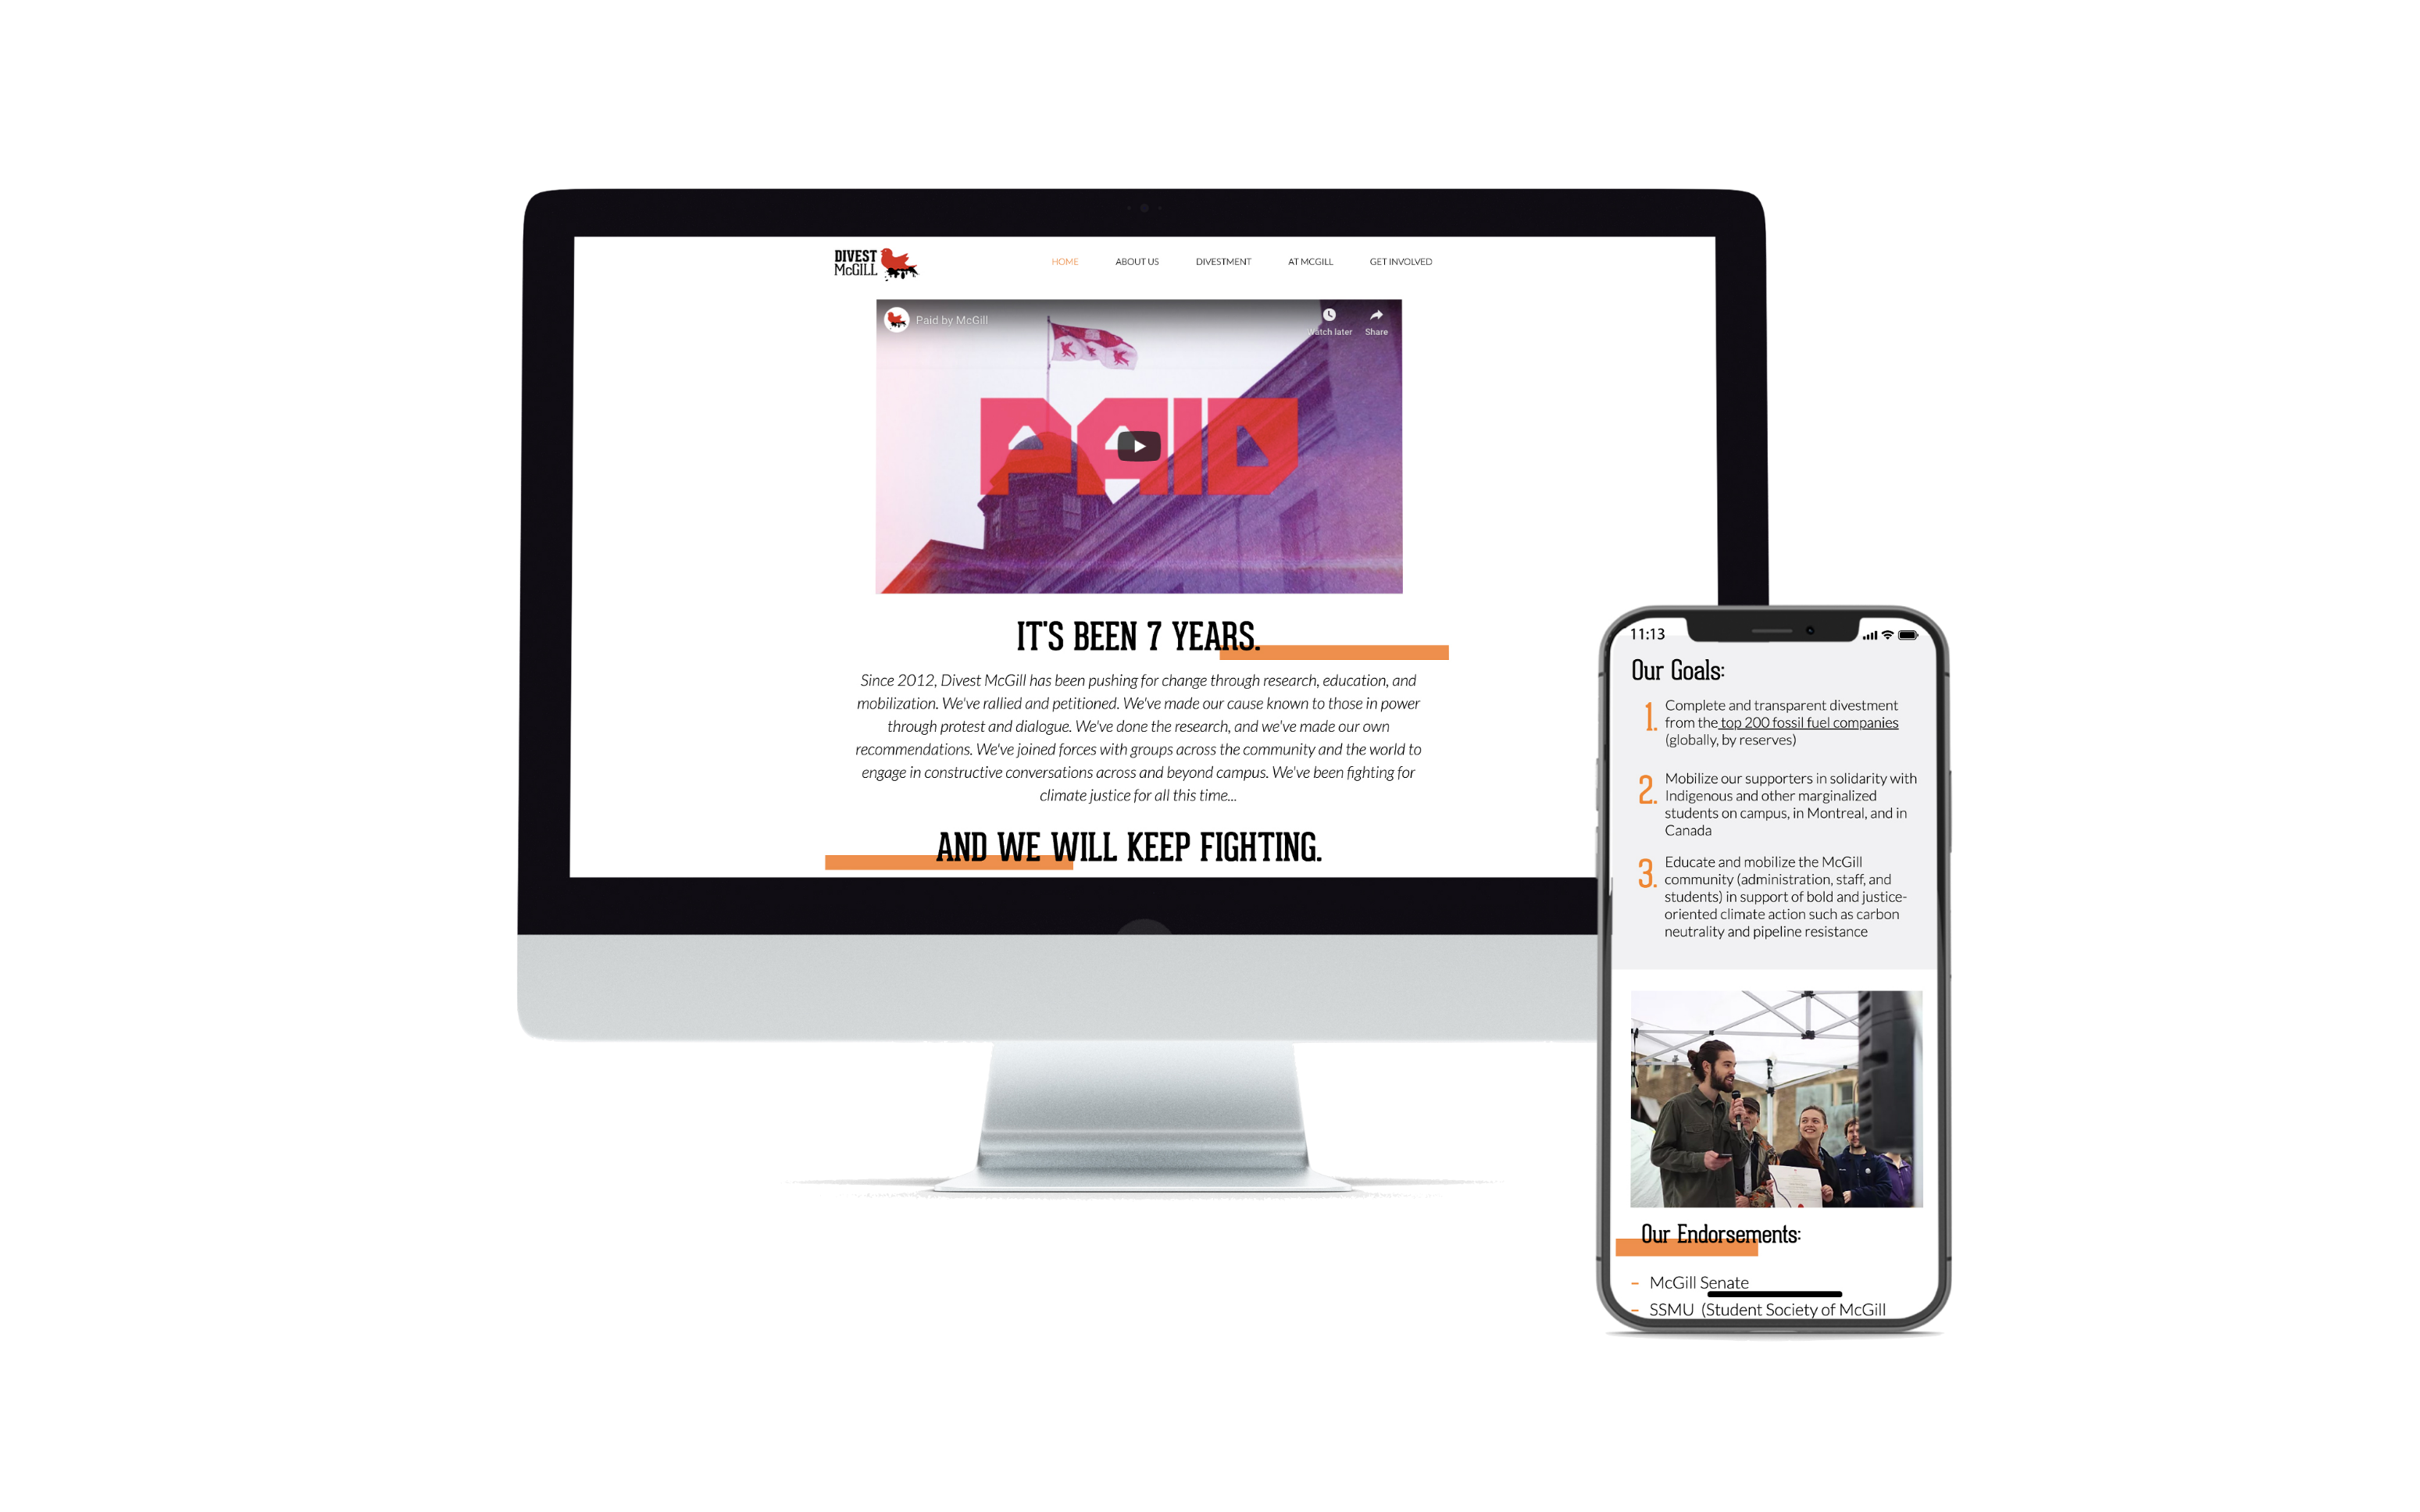 DIVEST
McGILL
HOME ABOUT US DIVESTMENT AT MCGILL GET INVOLVED
Paid by McGill
Watch later Share
PAID
IT'S BEEN 7 YEARS.
Since 2012, Divest McGill has been pushing for change through research, education, and
mobilization. We've rallied and petitioned. We've made our cause known to those in power
through protest and dialogue. We've done the research, and we've made our own
recommendations. We've joined forces with groups across the community and the world to
engage in constructive conversations across and beyond campus. We've been fighting for
climate justice for all this time...
AND WE WILL KEEP FIGHTING.
11:13
Our Goals:
1. Complete and transparent divestment
from the top 200 fossil fuel companies
(globally, by reserves)
2. Mobilize our supporters in solidarity with
Indigenous and other marginalized
students on campus, in Montreal, and in
Canada
3. Educate and mobilize the McGill
community (administration, staff, and
students) in support of bold and justice-
oriented climate action such as carbon
neutrality and pipeline resistance
Our Endorsements:
– McGill Senate
– SSMU (Student Society of McGill